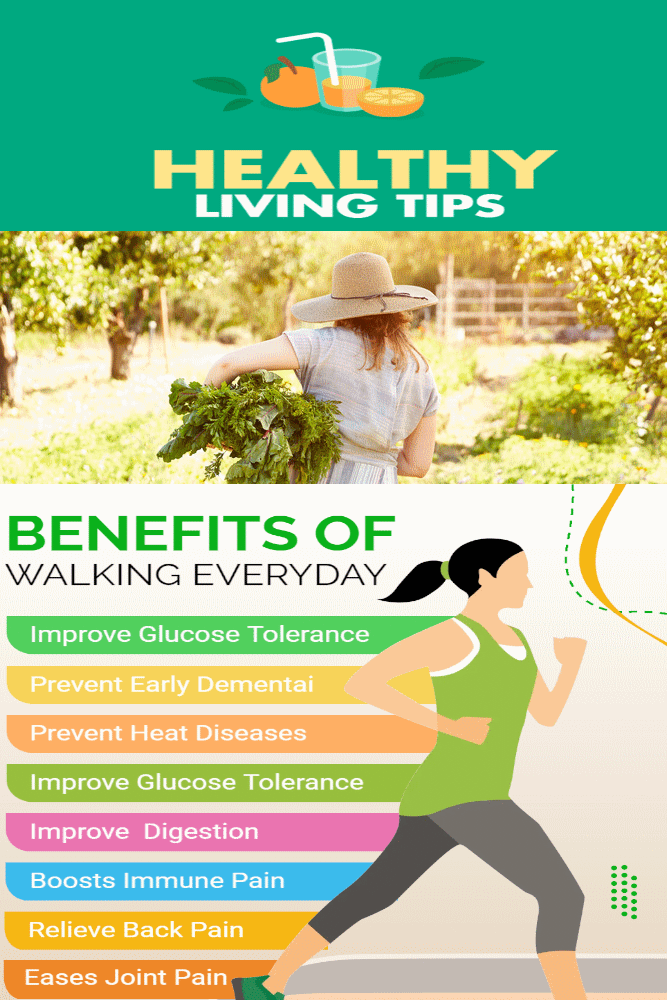 HEALTHY
LIVING TIPS
BENEFITS OF
WALKING EVERYDAY
Improve Glucose Tolerance
Prevent Early Dementai
Prevent Heat Diseases
Improve Glucose Tolerance
Improve Digestion
Boosts Immune Pain
Relieve Back Pain
Eases Joint Pain